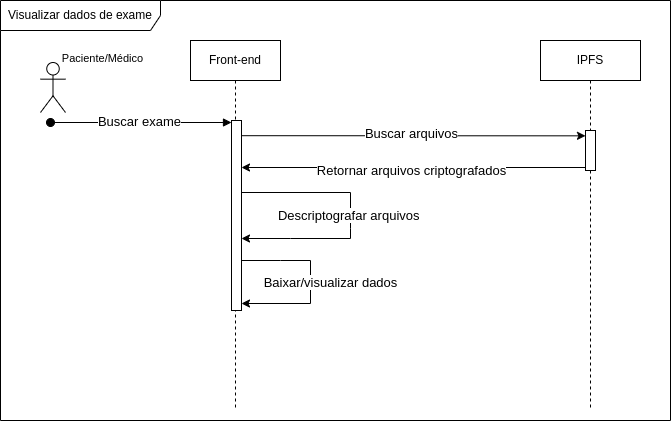 Visualizar dados de exame
Paciente/Médico
Front-end
IPFS
Buscar exame
Buscar arquivos
Retornar arquivos criptografados
Descriptografar arquivos
Baixar/visualizar dados